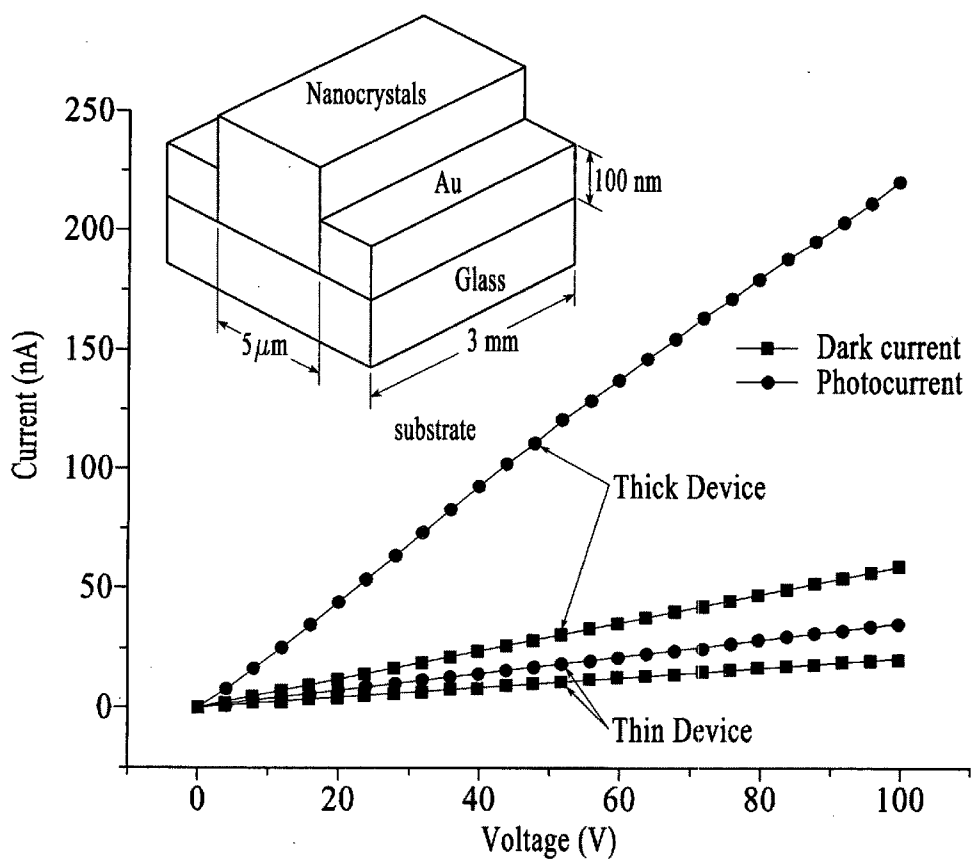 250
200
150
100
50
0
0
20
40
60
80
100
Current (nA)
Voltage (V)
Nanocrystals
Au
100 nm
Glass
5 μm
3 mm
substrate
Dark current
Photocurrent
Thick Device
Thin Device